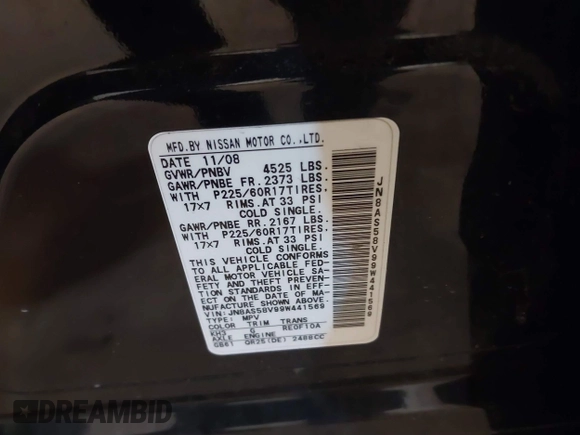 MFD.BY NISSAN MOTOR CO.,LTD.
DATE 11/08
GVWR/PNBV 4525 LBS.
GAWR/PNBE FR. 2373 LBS.
WITH P225/60R17TIRES.
17X7 RIMS.AT 33 PSI
COLD SINGLE.
GAWR/PNBE RR. 2167 LBS.
WITH P225/60R17TIRES.
17X7 RIMS.AT 33 PSI
COLD SINGLE.
THIS VEHICLE CONFORMS
TO ALL APPLICABLE FED-
ERAL MOTOR VEHICLE SA-
FETY AND THEFT PREVEN-
TION STANDARDS IN EFF-
ECT ON THE DATE OF MA-
NUFACTURE SHOWN ABOVE.
VIN:JN8AS58V99W441569
TYPE: MPV
COLOR TRIM TRANS
KH3 G RE0F10A
AXLE ENGINE
GB61 QR25(DE) 2488CC
JN8AS58V99W441569
DREAMBID